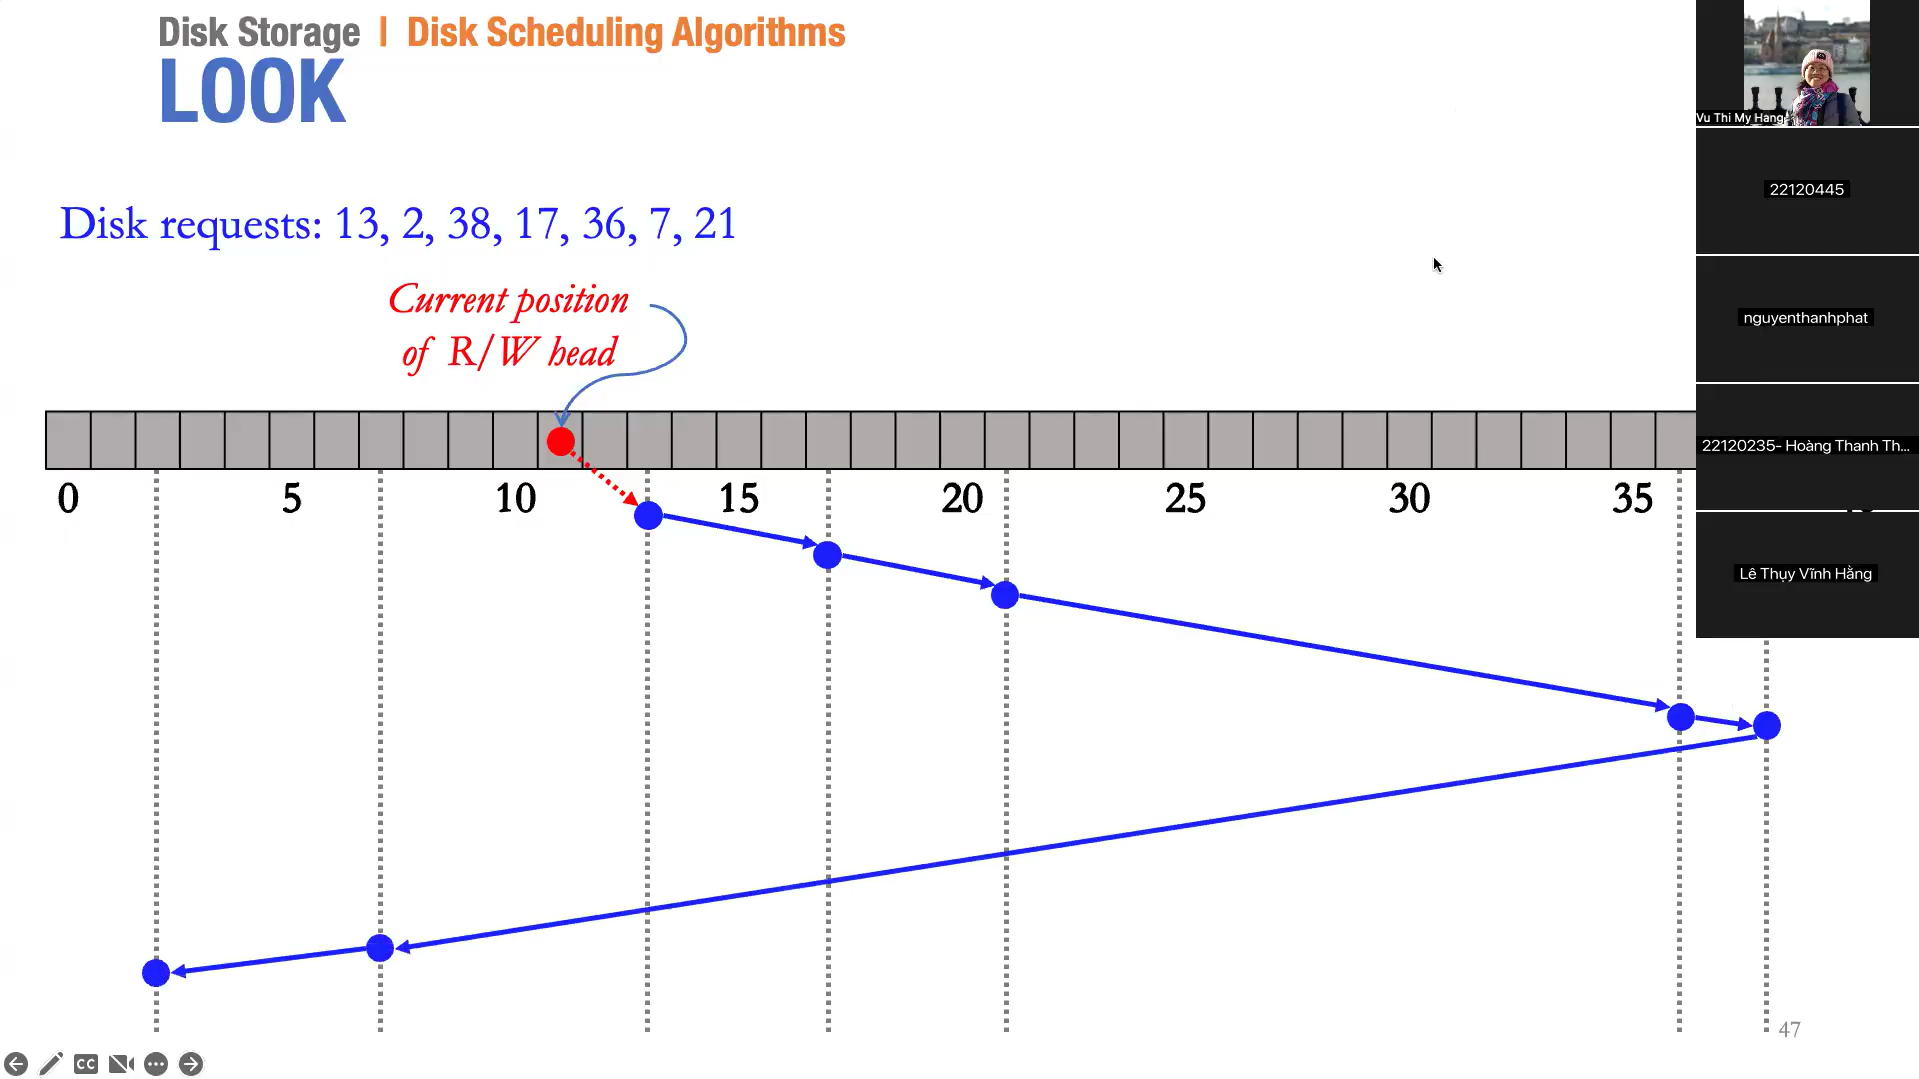 Disk Storage | Disk Scheduling Algorithms
LOOK
Disk requests: 13, 2, 38, 17, 36, 7, 21
Current position
of R/W head
0 5 10 15 20 25 30 35
47
CC
Vu Thi My Hang
22120445
nguyenthanhphat
22120235- Hoàng Thanh Th...
Lê Thụy Vĩnh Hằng